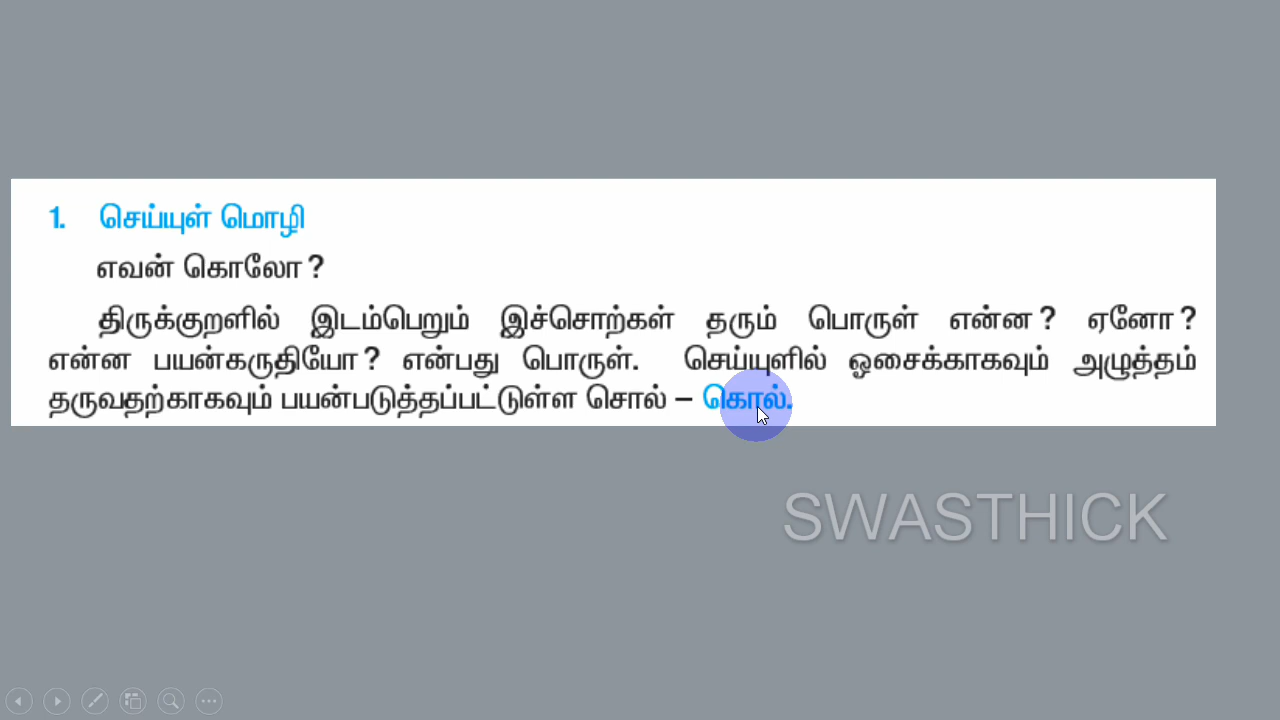 1. செய்யுள் மொழி
எவன் கொலோ ?
திருக்குறளில் இடம்பெறும் இச்சொற்கள் தரும் பொருள் என்ன ? ஏனோ ?
என்ன பயன்கருதியோ ? என்பது பொருள். செய்யுளில் ஓசைக்காகவும் அழுத்தம்
தருவதற்காகவும் பயன்படுத்தப்பட்டுள்ள சொல் – கொல்.
SWASTHICK